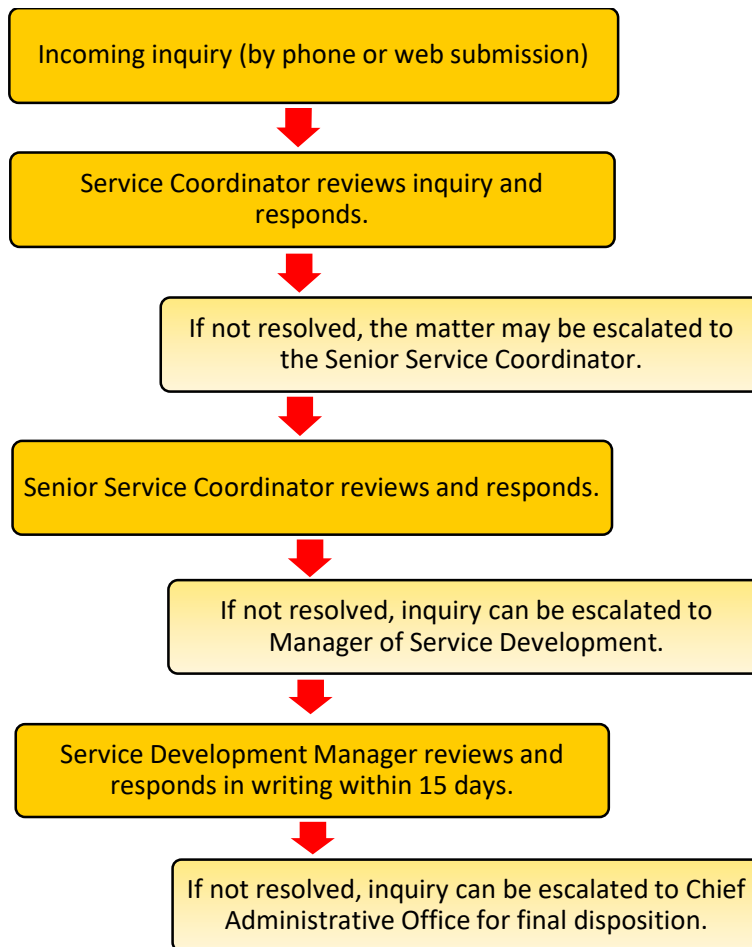 Incoming inquiry (by phone or web submission)
Service Coordinator reviews inquiry and
responds.
If not resolved, the matter may be escalated to
the Senior Service Coordinator.
Senior Service Coordinator reviews and responds.
If not resolved, inquiry can be escalated to
Manager of Service Development.
Service Development Manager reviews and
responds in writing within 15 days.
If not resolved, inquiry can be escalated to Chief
Administrative Office for final disposition.